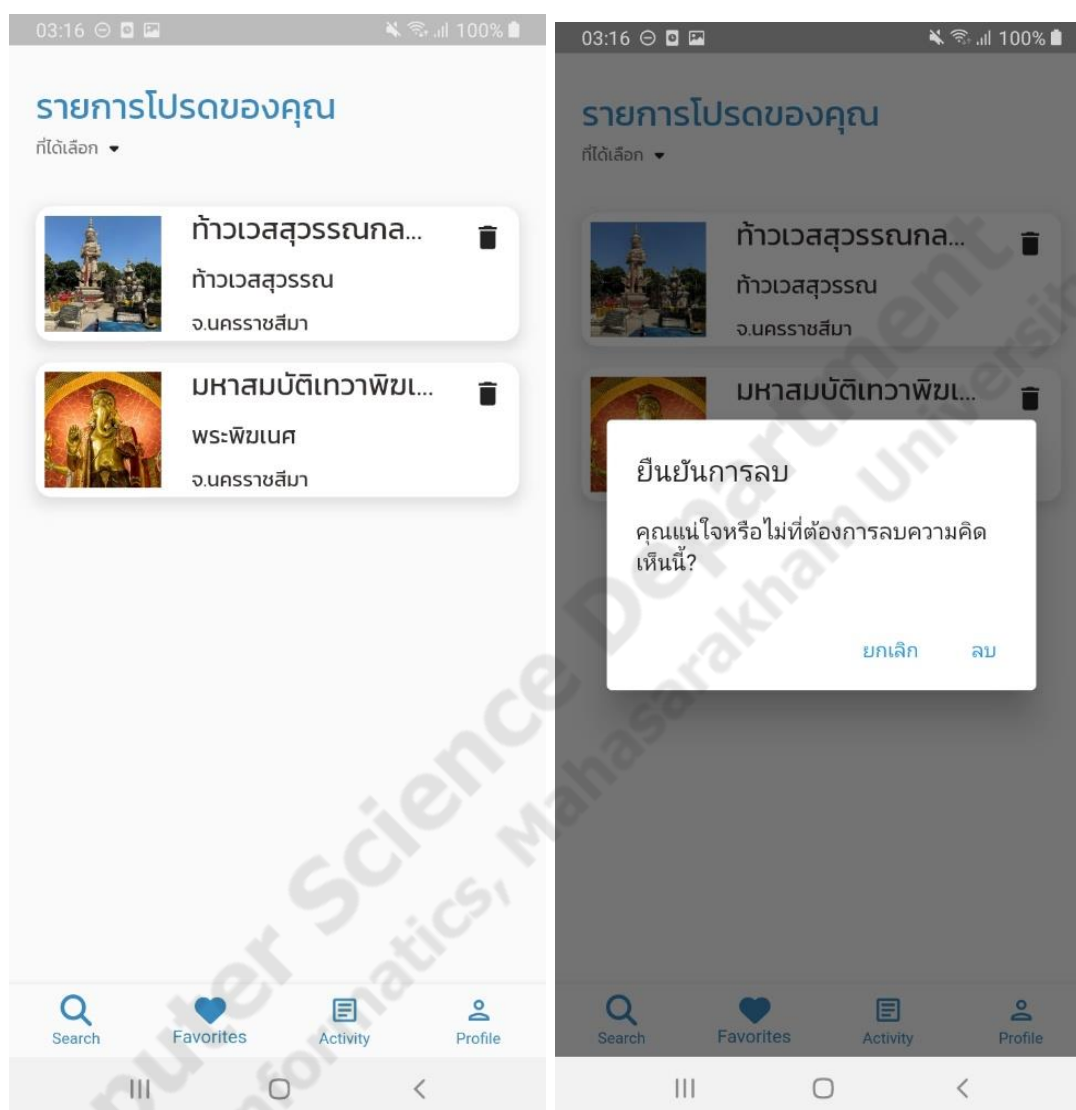 03:16 100%
รายการโปรดของคุณ
ที่ได้เลือก
ท้าวเวสสุวรรณกล...
ท้าวเวสสุวรรณ
จ.นครราชสีมา
มหาสมบัติเทวาพิฆเ...
พระพิฆเนศ
จ.นครราชสีมา
Search Favorites Activity Profile
03:16 100%
รายการโปรดของคุณ
ที่ได้เลือก
ท้าวเวสสุวรรณกล...
ท้าวเวสสุวรรณ
จ.นครราชสีมา
มหาสมบัติเทวาพิฆเ...
ยืนยันการลบ
คุณแน่ใจหรือไม่ที่ต้องการลบความคิด
เห็นนี้?
ยกเลิก ลบ
Search Favorites Activity Profile
Science Department
Mahasarakham